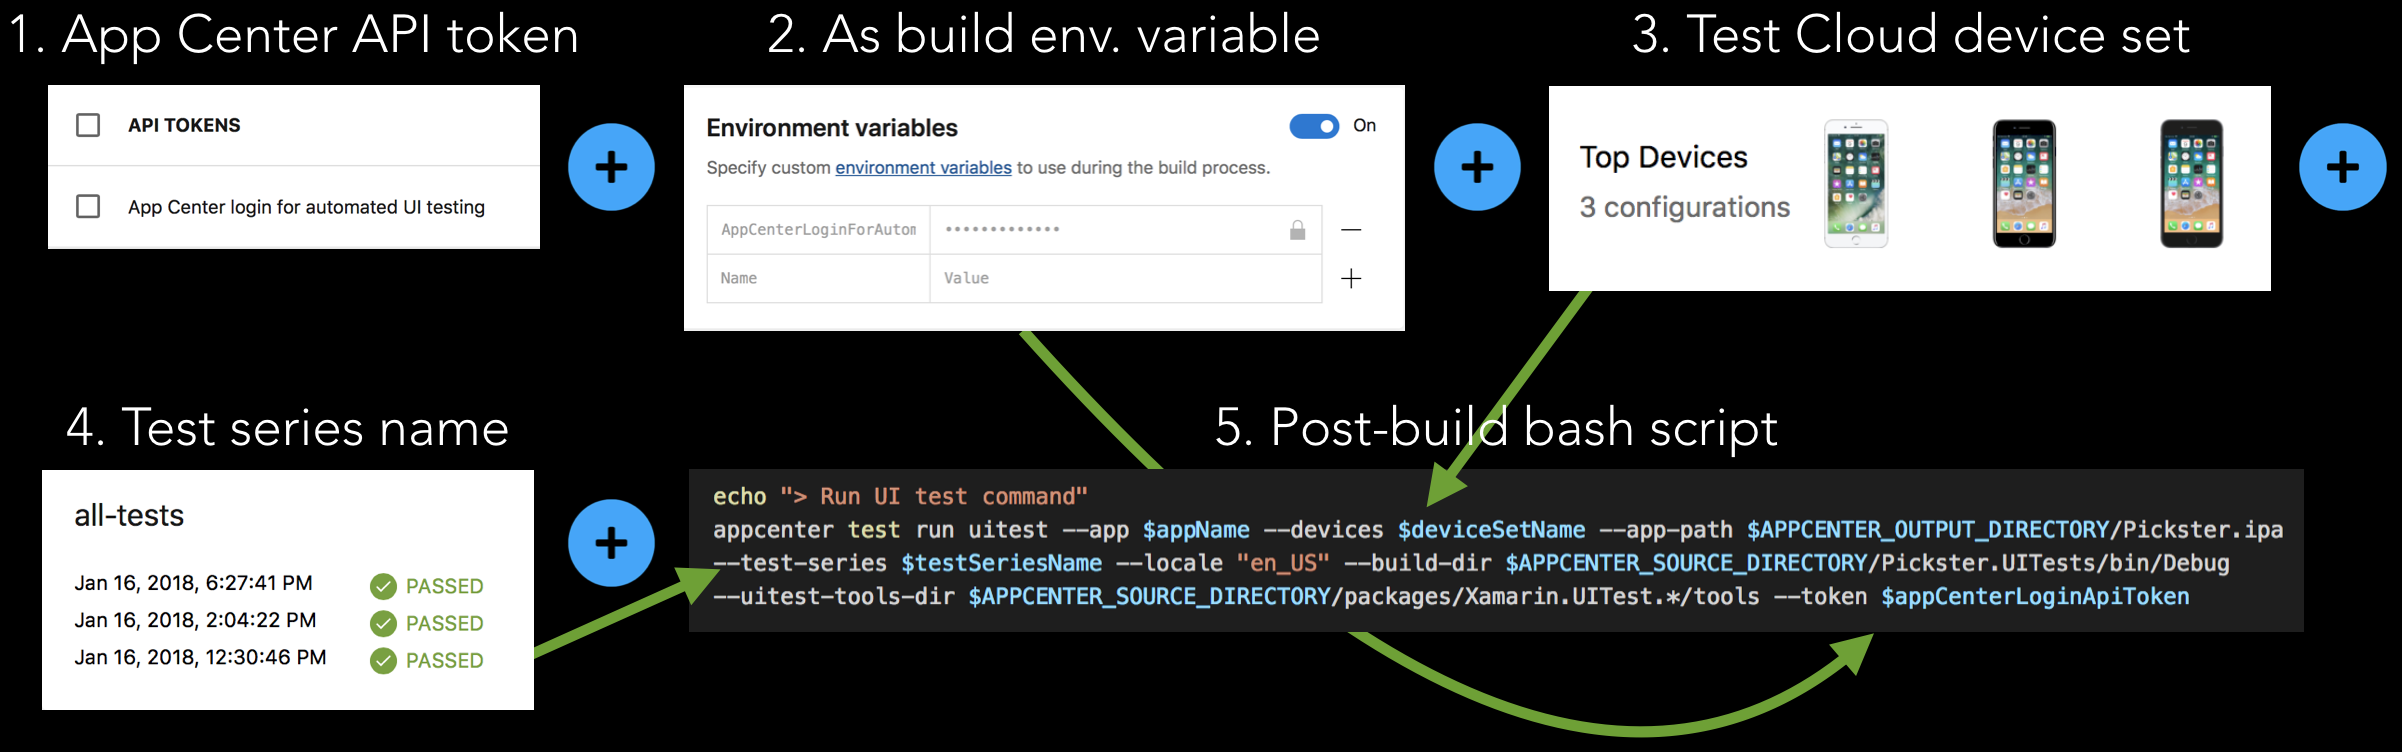 1. App Center API token
API TOKENS
App Center login for automated UI testing
2. As build env. variable
Environment variables
On
Specify custom environment variables to use during the build process.
AppCenterLoginForAutom
•••••••••••••
Name
Value
3. Test Cloud device set
Top Devices
3 configurations
4. Test series name
all-tests
Jan 16, 2018, 6:27:41 PM PASSED
Jan 16, 2018, 2:04:22 PM PASSED
Jan 16, 2018, 12:30:46 PM PASSED
5. Post-build bash script
echo "> Run UI test command"
appcenter test run uitest --app $appName --devices $deviceSetName --app-path $APPCENTER_OUTPUT_DIRECTORY/Pickster.ipa
--test-series $testSeriesName --locale "en_US" --build-dir $APPCENTER_SOURCE_DIRECTORY/Pickster.UITests/bin/Debug
--uitest-tools-dir $APPCENTER_SOURCE_DIRECTORY/packages/Xamarin.UITest.*/tools --token $appCenterLoginApiToken